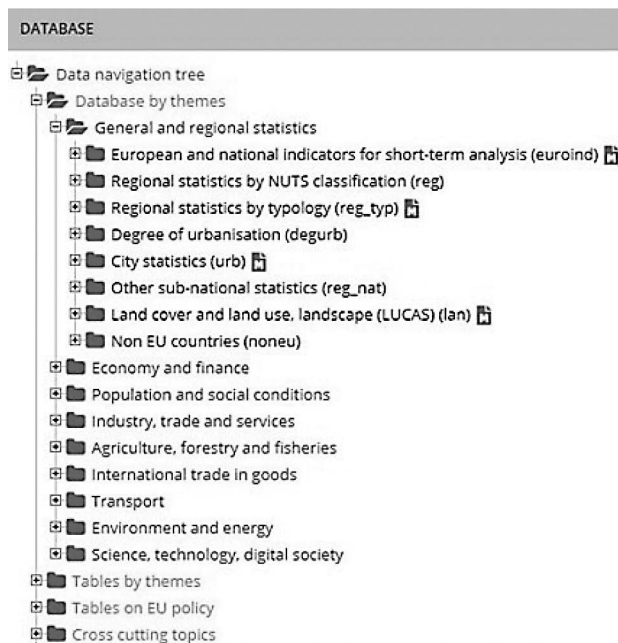 DATABASE
Data navigation tree
Database by themes
General and regional statistics
European and national indicators for short-term analysis (euroind)
Regional statistics by NUTS classification (reg)
Regional statistics by typology (reg_typ)
Degree of urbanisation (degurb)
City statistics (urb)
Other sub-national statistics (reg_nat)
Land cover and land use, landscape (LUCAS) (lan)
Non EU countries (noneu)
Economy and finance
Population and social conditions
Industry, trade and services
Agriculture, forestry and fisheries
International trade in goods
Transport
Environment and energy
Science, technology, digital society
Tables by themes
Tables on EU policy
Cross cutting topics